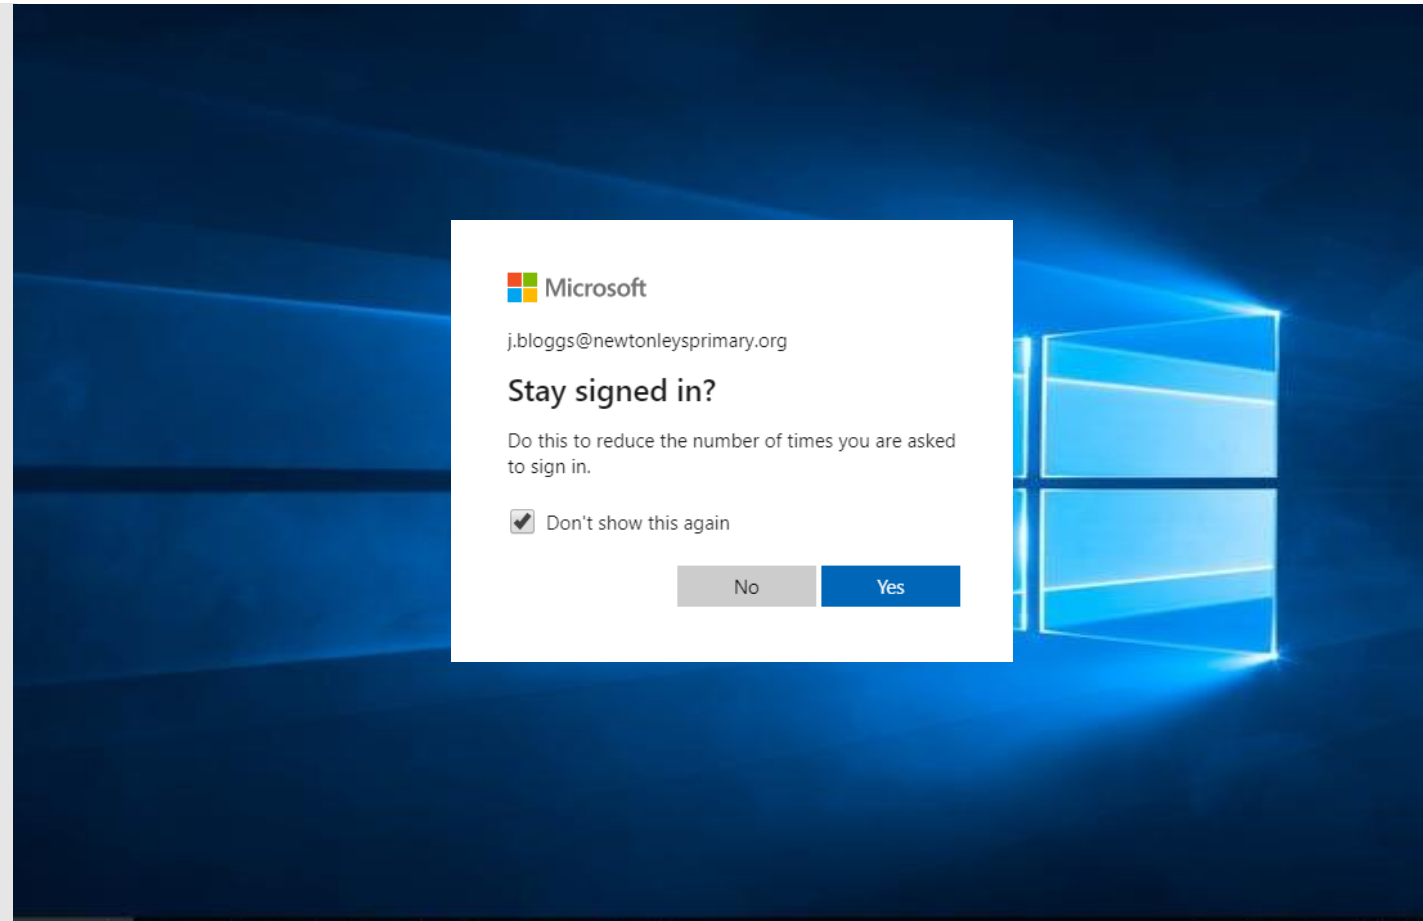 Microsoft
j.bloggs@newtonleysprimary.org
Stay signed in?
Do this to reduce the number of times you are asked
to sign in.
Don't show this again
No Yes